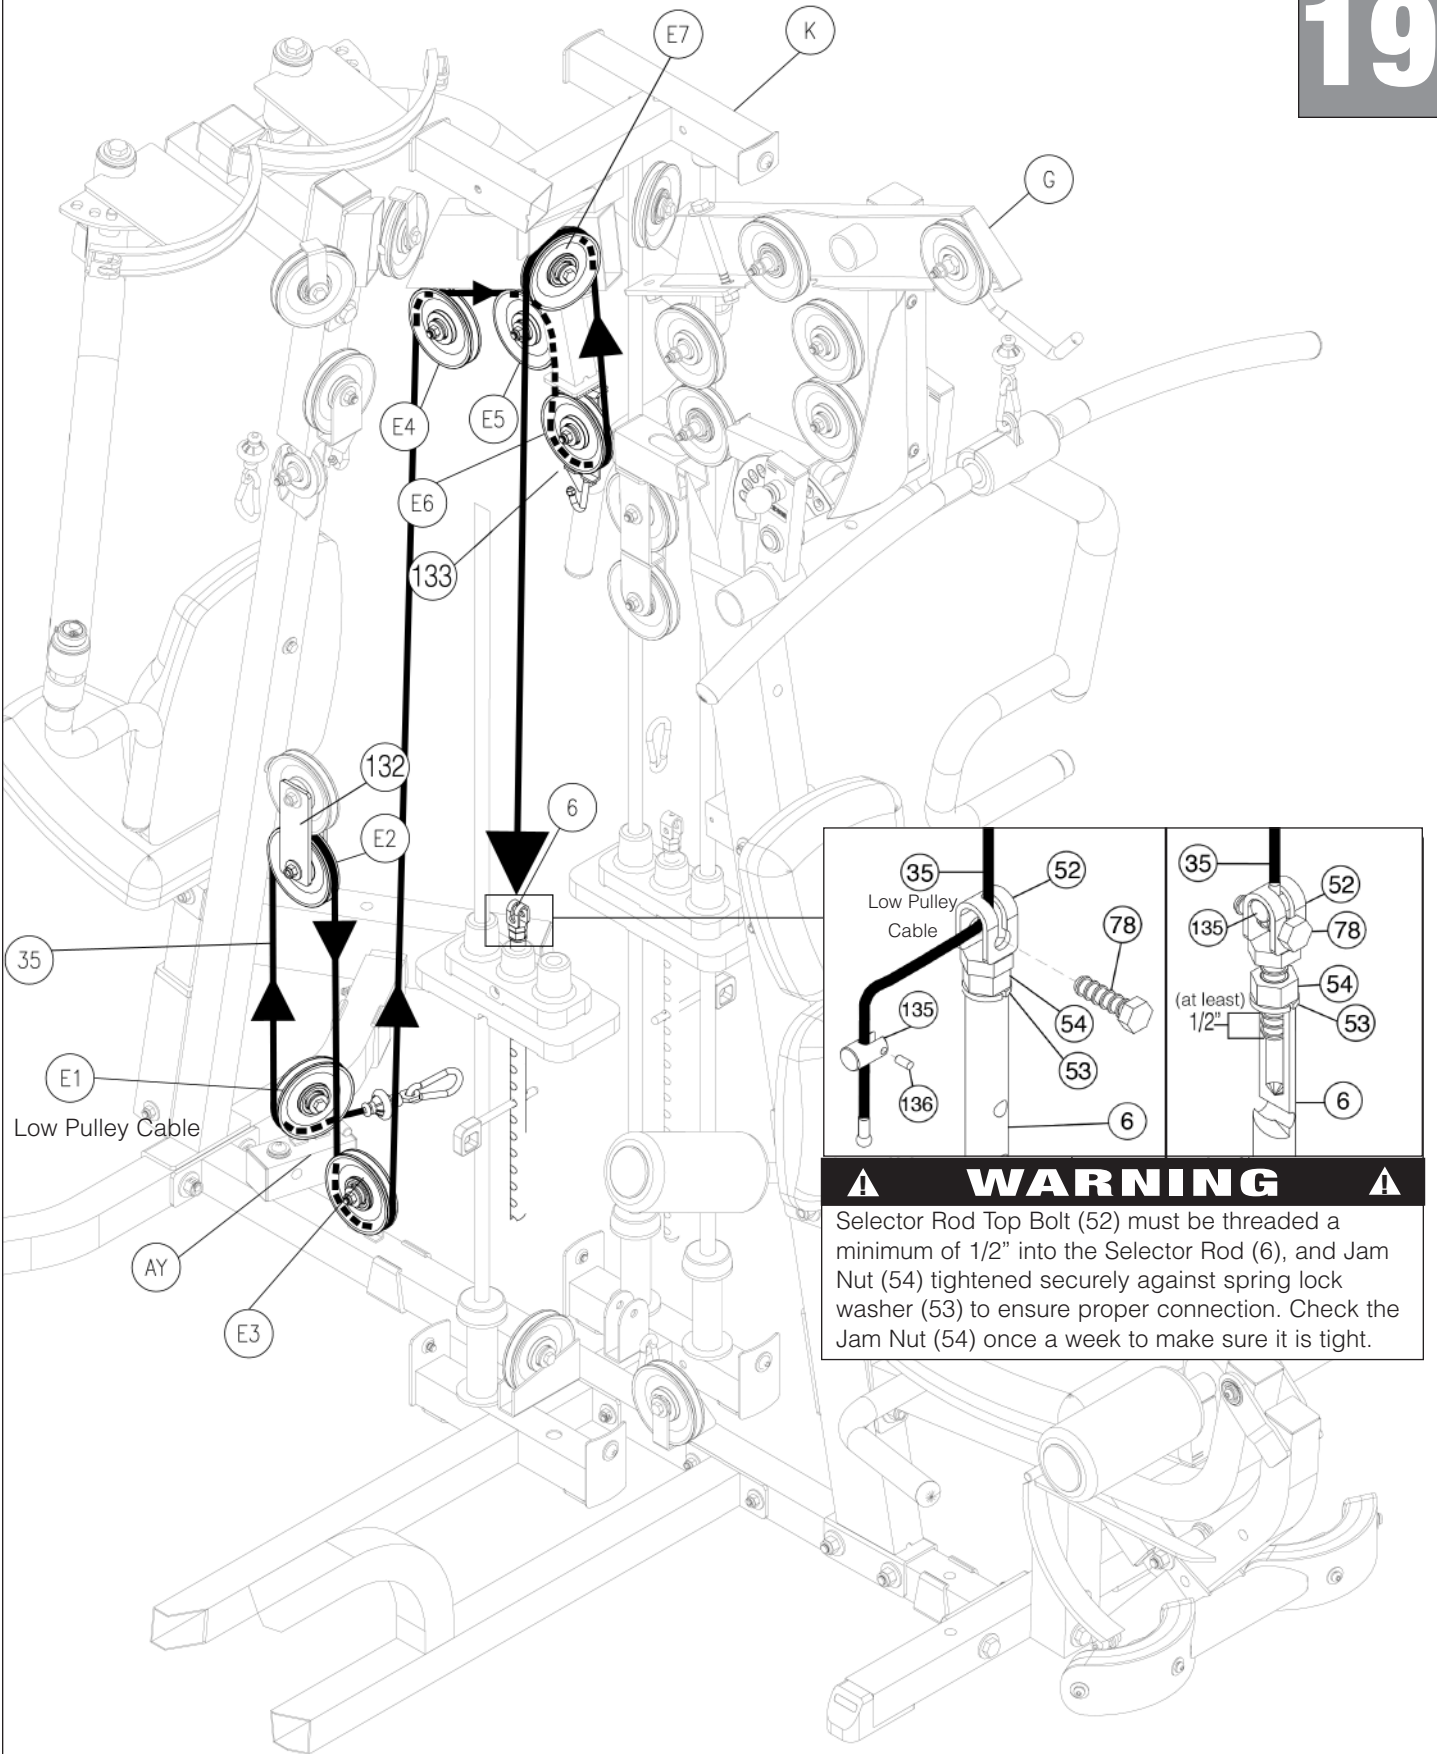 19
E7
K
G
E4
E5
E6
133
132
6
E2
35
E1
Low Pulley Cable
AY
E3
35
52
Low Pulley
Cable
78
135
54
53
136
6
35
52
135
78
(at least)
1/2"
54
53
6
WARNING
Selector Rod Top Bolt (52) must be threaded a
minimum of 1/2” into the Selector Rod (6), and Jam
Nut (54) tightened securely against spring lock
washer (53) to ensure proper connection. Check the
Jam Nut (54) once a week to make sure it is tight.